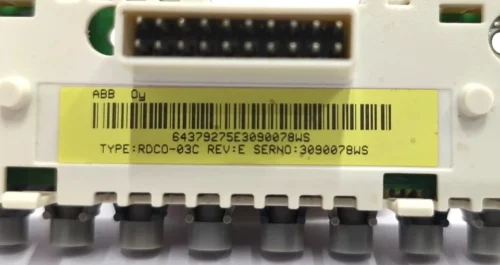 ABB Oy
64379275E3090078WS
TYPE:RDCO-03C REV:E SERNO:3090078WS